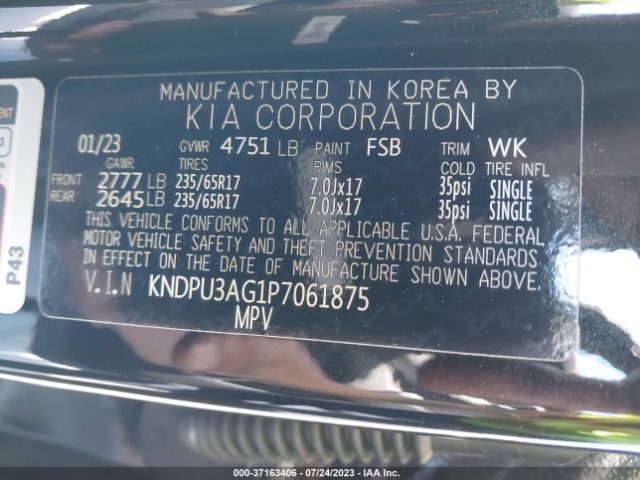 MANUFACTURED IN KOREA BY
KIA CORPORATION
01/23 GVWR 4751 LB PAINT FSB TRIM WK
GAWR TIRES RIMS COLD TIRE INFL
FRONT 2777 LB 235/65R17 7.0Jx17 35psi SINGLE
REAR 2645 LB 235/65R17 7.0Jx17 35psi SINGLE
THIS VEHICLE CONFORMS TO ALL APPLICABLE U.S.A. FEDERAL
MOTOR VEHICLE SAFETY AND THEFT PREVENTION STANDARDS
IN EFFECT ON THE DATE OF MANUFACTURE SHOWN ABOVE.
V.I.N KNDPU3AG1P7061875
MPV
P43
000-37163406 - 07/24/2023 - IAA Inc.